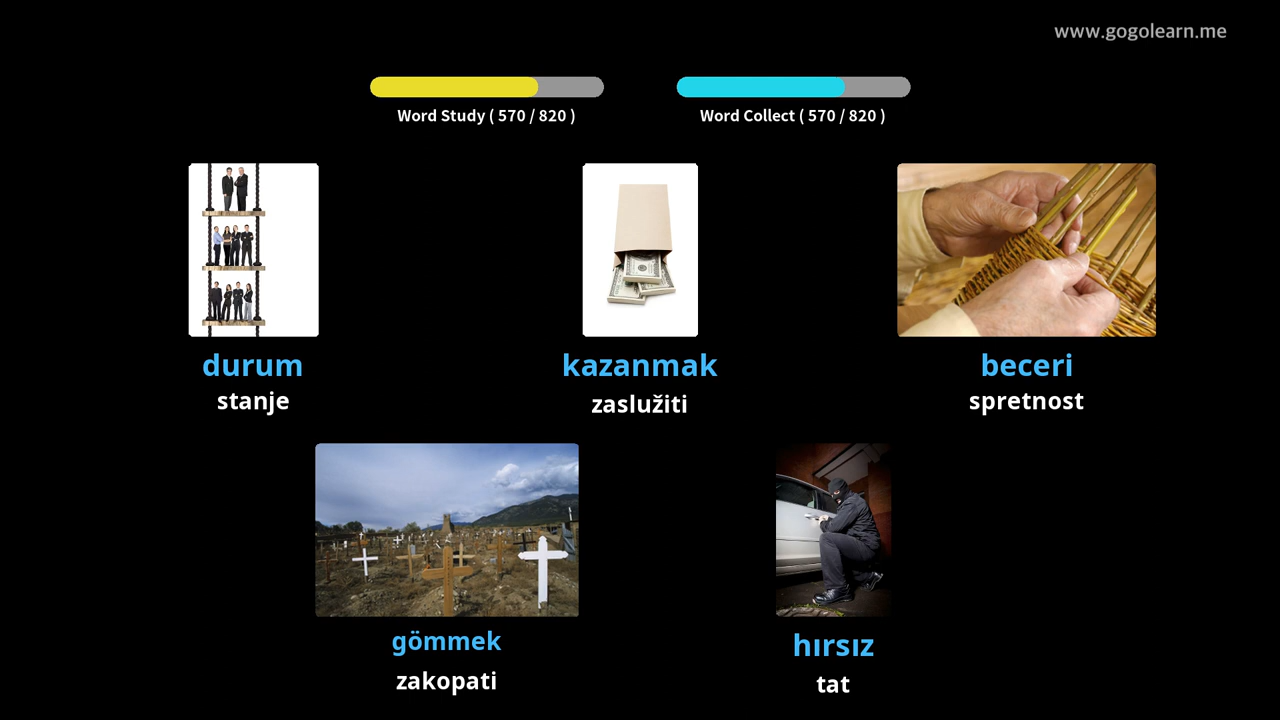 www.gogolearn.me
Word Study ( 570 / 820 )
Word Collect ( 570 / 820 )
durum
stanje
kazanmak
zaslužiti
beceri
spretnost
gömmek
zakopati
hırsız
tat